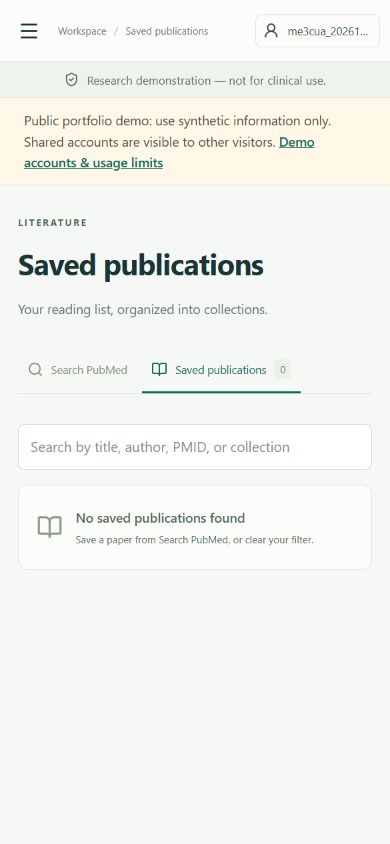 Workspace / Saved publications
me3cua_20261...
Research demonstration — not for clinical use.
Public portfolio demo: use synthetic information only.
Shared accounts are visible to other visitors. Demo
accounts & usage limits
LITERATURE
Saved publications
Your reading list, organized into collections.
Search PubMed
Saved publications 0
Search by title, author, PMID, or collection
No saved publications found
Save a paper from Search PubMed, or clear your filter.